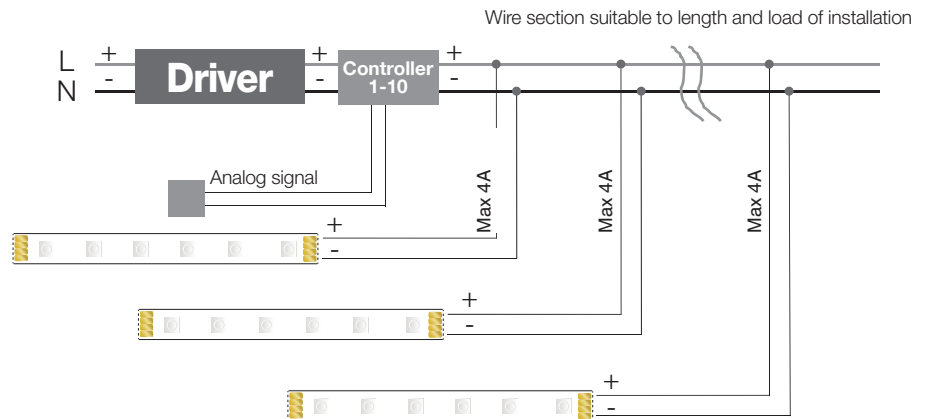 Wire section suitable to length and load of installation
L + Driver + Controller 1-10 +
N - - -
Analog signal
Max 4A
Max 4A
Max 4A
+
-
+
-
+
-